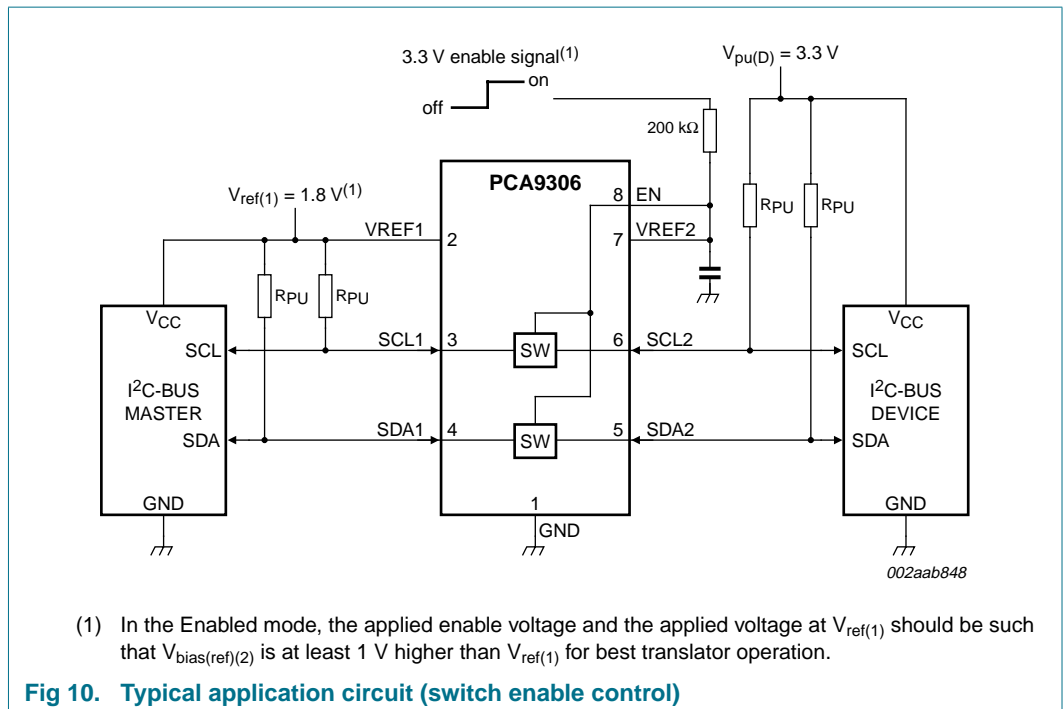 3.3 V enable signal(1)
on
off
Vpu(D) = 3.3 V
200 kΩ
PCA9306
Vref(1) = 1.8 V(1)
8 EN
RPU RPU
VREF1 2
7 VREF2
RPU RPU
VCC
VCC
SCL
SCL1 3
SW
6 SCL2
SCL
I2C-BUS
MASTER
I2C-BUS
DEVICE
SDA
SDA1 4
SW
5 SDA2
SDA
GND
1
GND
GND
002aab848
(1) In the Enabled mode, the applied enable voltage and the applied voltage at Vref(1) should be such
that Vbias(ref)(2) is at least 1 V higher than Vref(1) for best translator operation.
Fig 10. Typical application circuit (switch enable control)